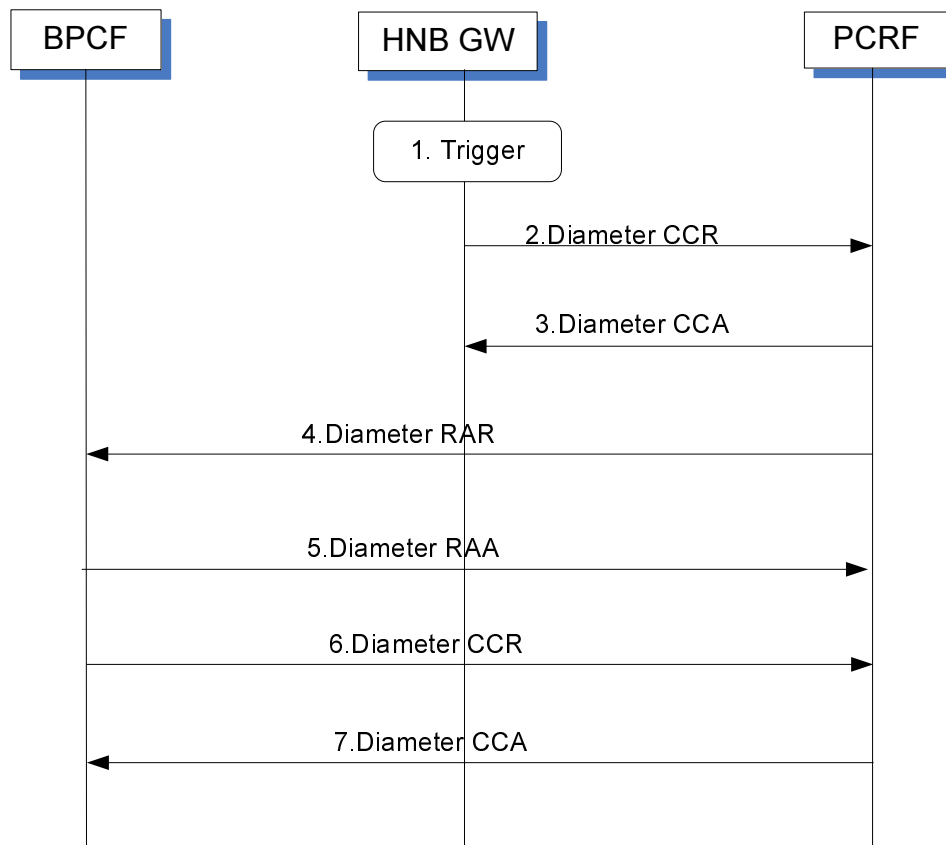 BPCF
HNB GW
PCRF
1. Trigger
2.Diameter CCR
3.Diameter CCA
4.Diameter RAR
5.Diameter RAA
6.Diameter CCR
7.Diameter CCA